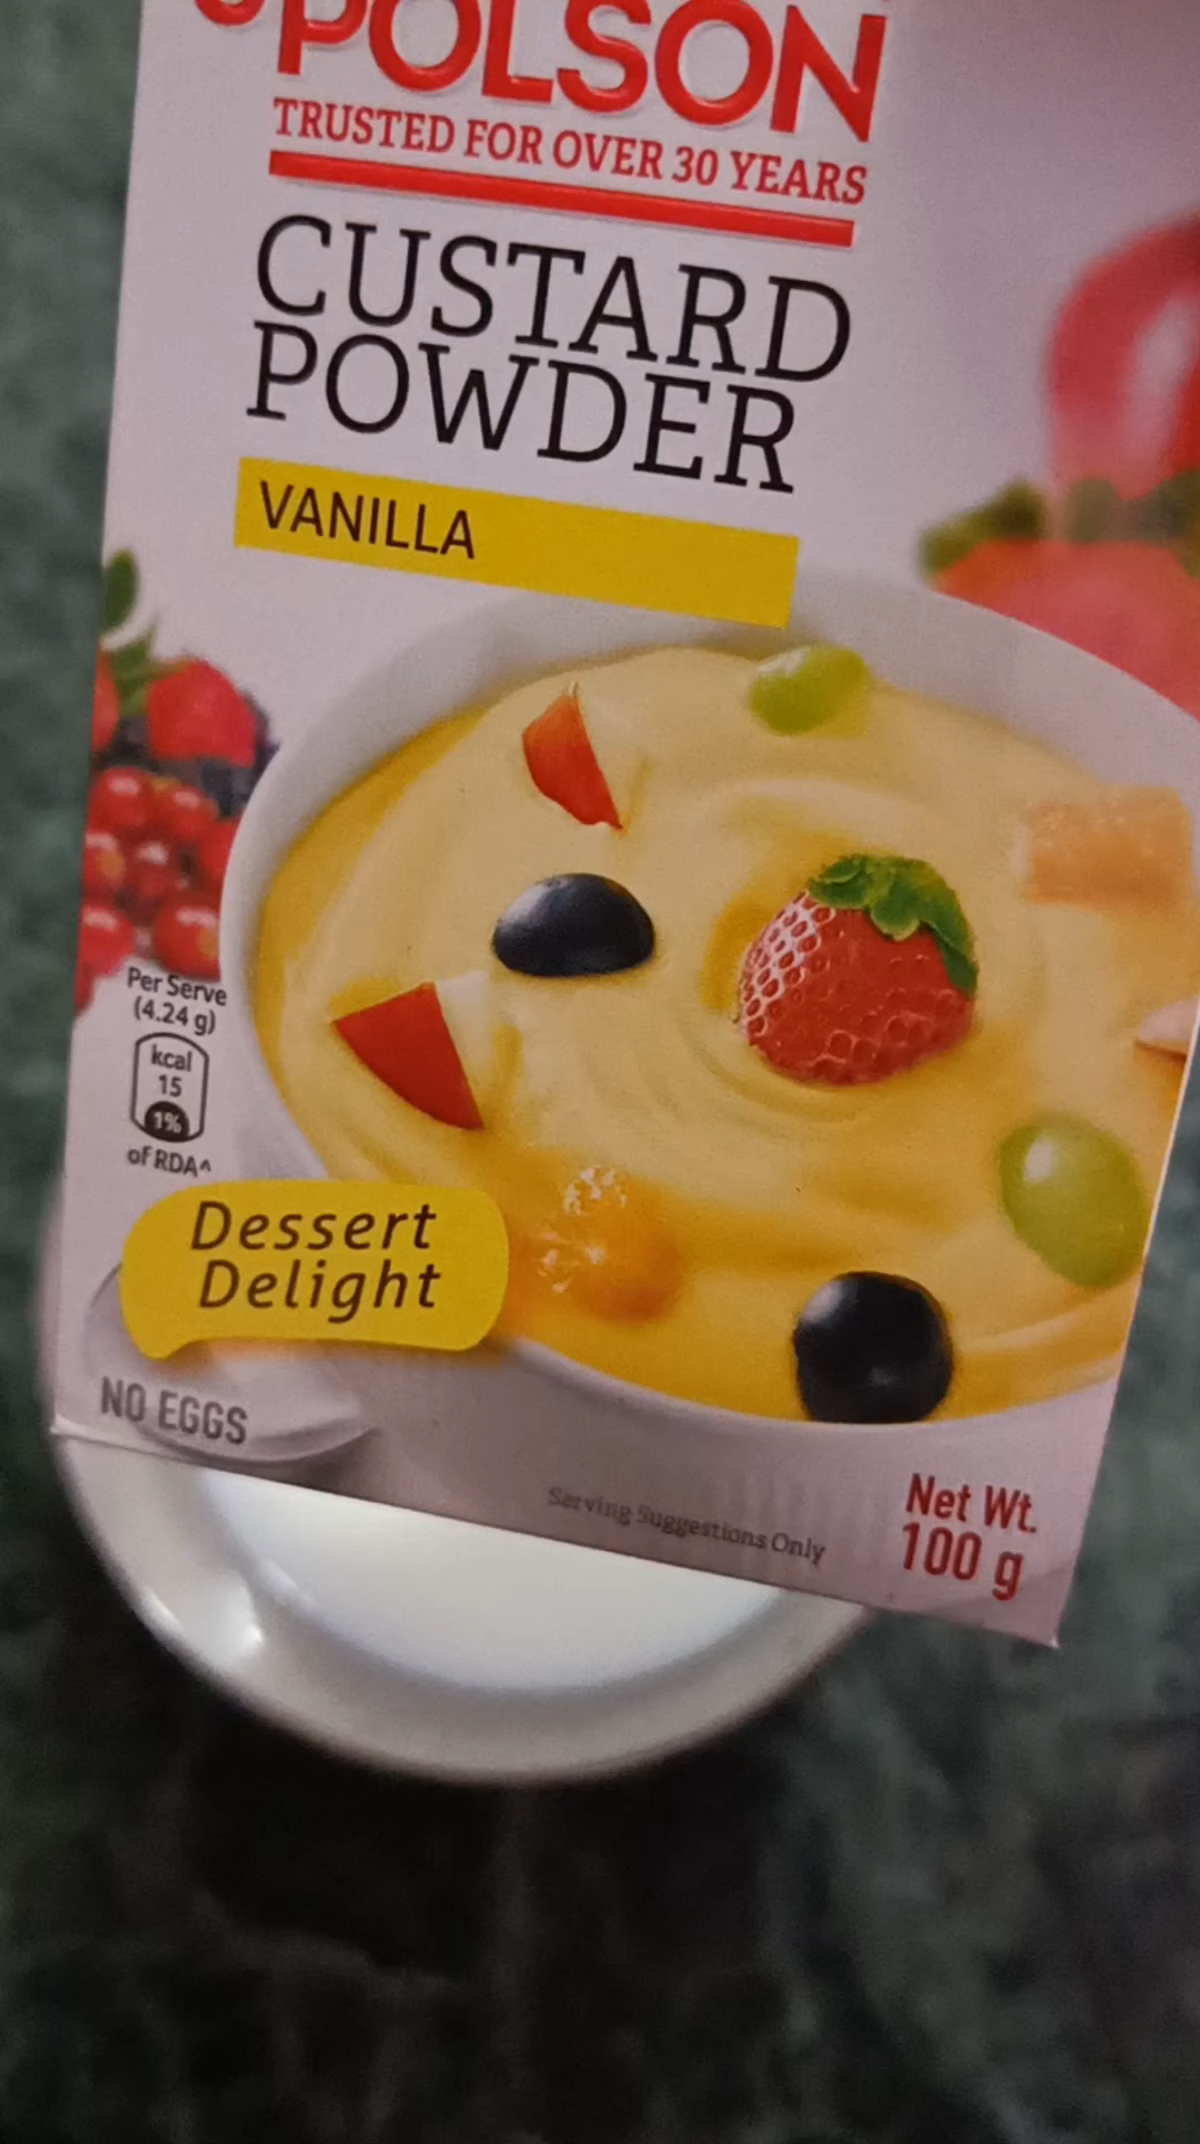 POLSON
TRUSTED FOR OVER 30 YEARS
CUSTARD
POWDER
VANILLA
Per Serve
(4.24 g)
kcal
15
1%
of RDA^
Dessert
Delight
NO EGGS
Serving Suggestions Only
Net Wt.
100 g